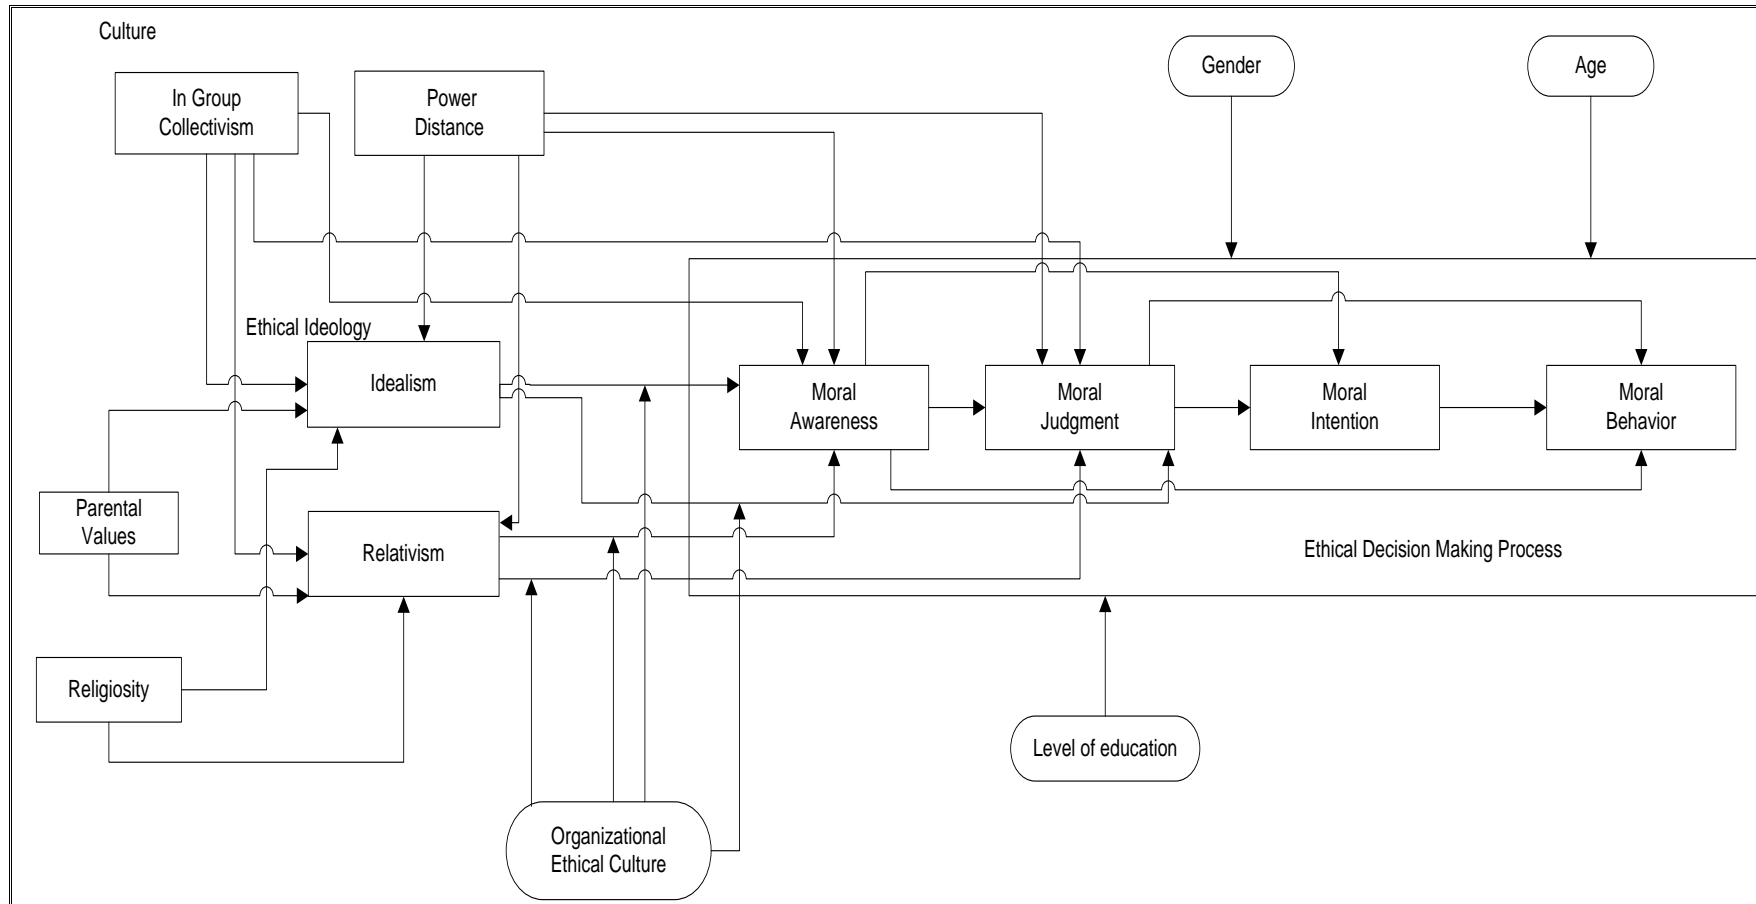 Culture
Gender
Age
In Group
Collectivism
Power
Distance
Ethical Ideology
Idealism
Moral
Awareness
Moral
Judgment
Moral
Intention
Moral
Behavior
Parental
Values
Relativism
Ethical Decision Making Process
Religiosity
Level of education
Organizational
Ethical Culture